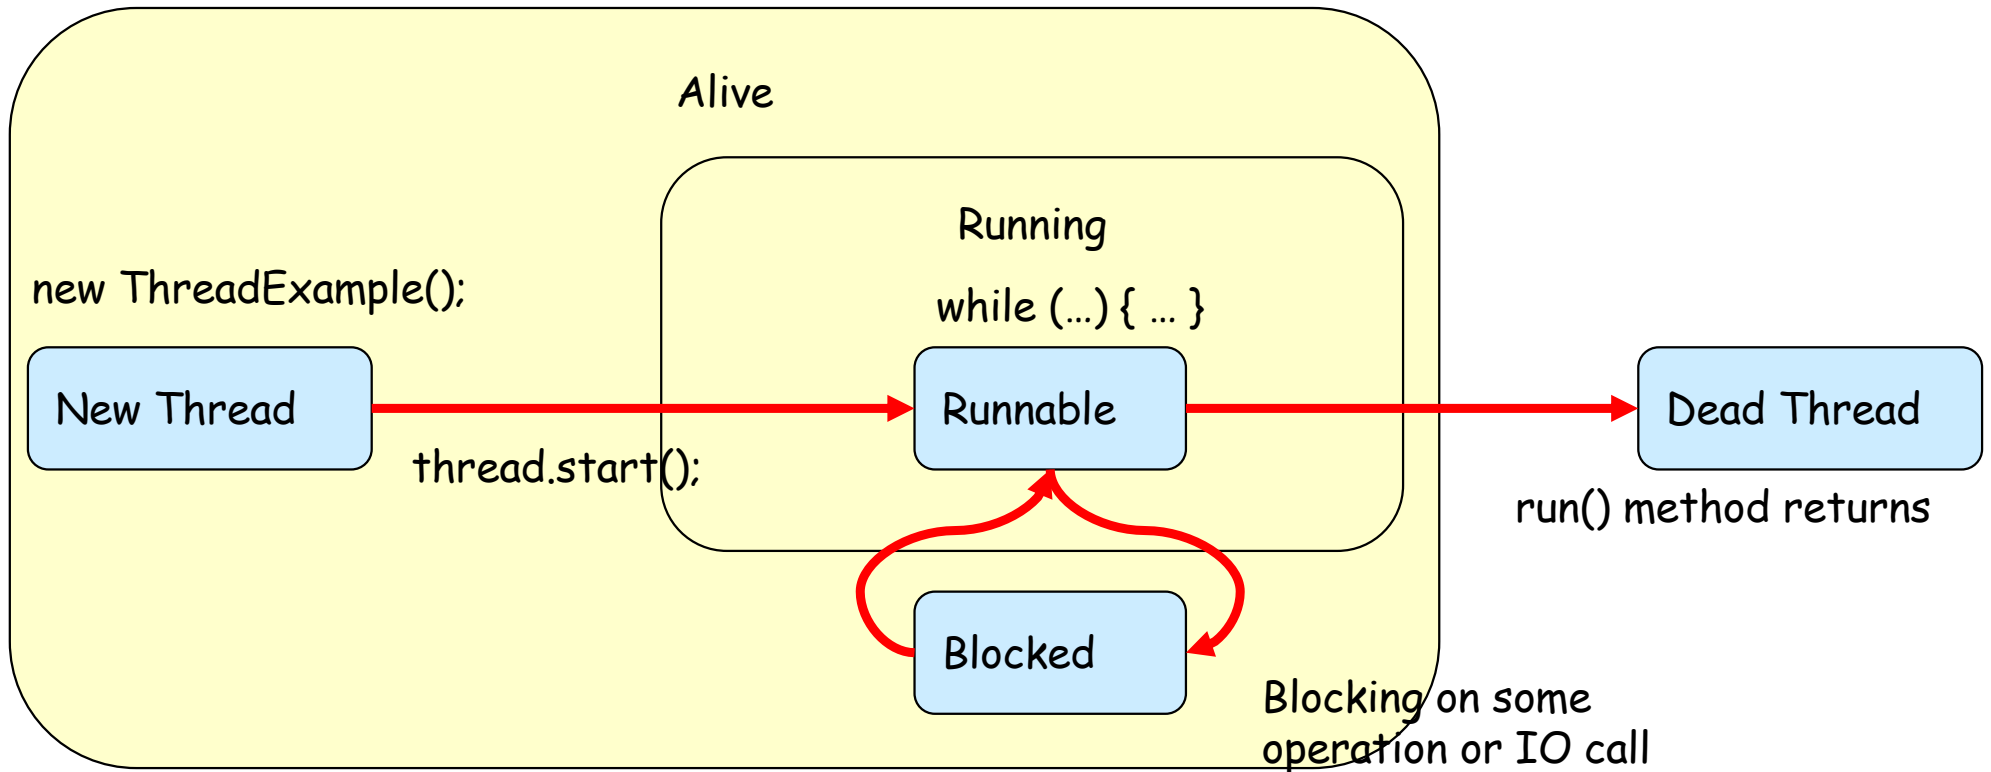 Alive
Running
new ThreadExample();
while (…) { … }
New Thread
Runnable
Dead Thread
thread.start();
run() method returns
Blocked
Blocking on some
operation or IO call